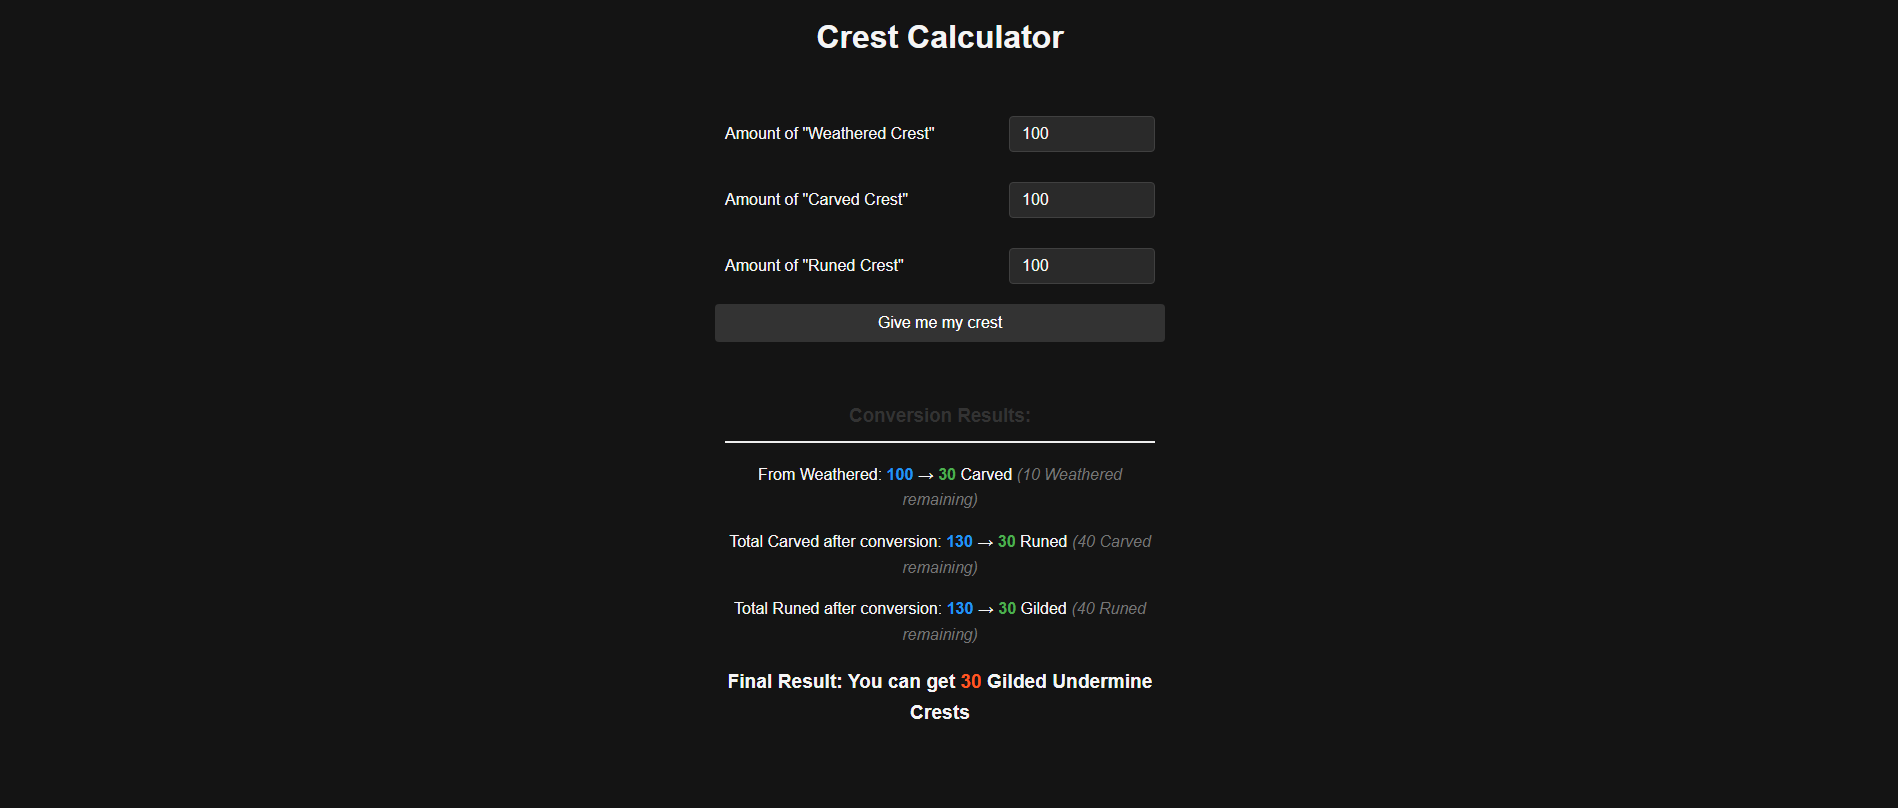 Crest Calculator
Amount of "Weathered Crest" 100
Amount of "Carved Crest" 100
Amount of "Runed Crest" 100
Give me my crest
Conversion Results:
From Weathered: 100 → 30 Carved (10 Weathered
remaining)
Total Carved after conversion: 130 → 30 Runed (40 Carved
remaining)
Total Runed after conversion: 130 → 30 Gilded (40 Runed
remaining)
Final Result: You can get 30 Gilded Undermine
Crests